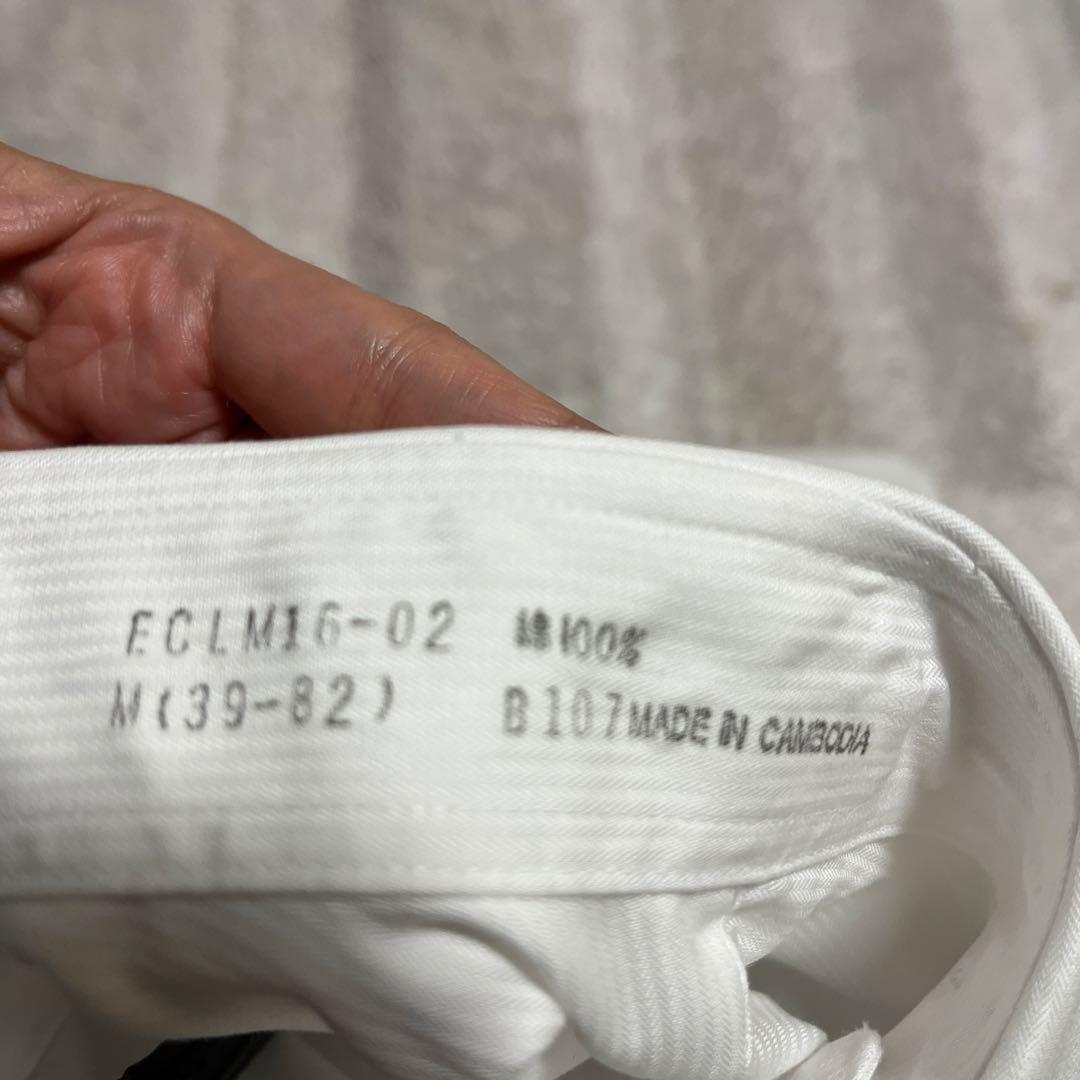 ECLM16-02 綿100%
M(39-82) B107 MADE IN CAMBODIA